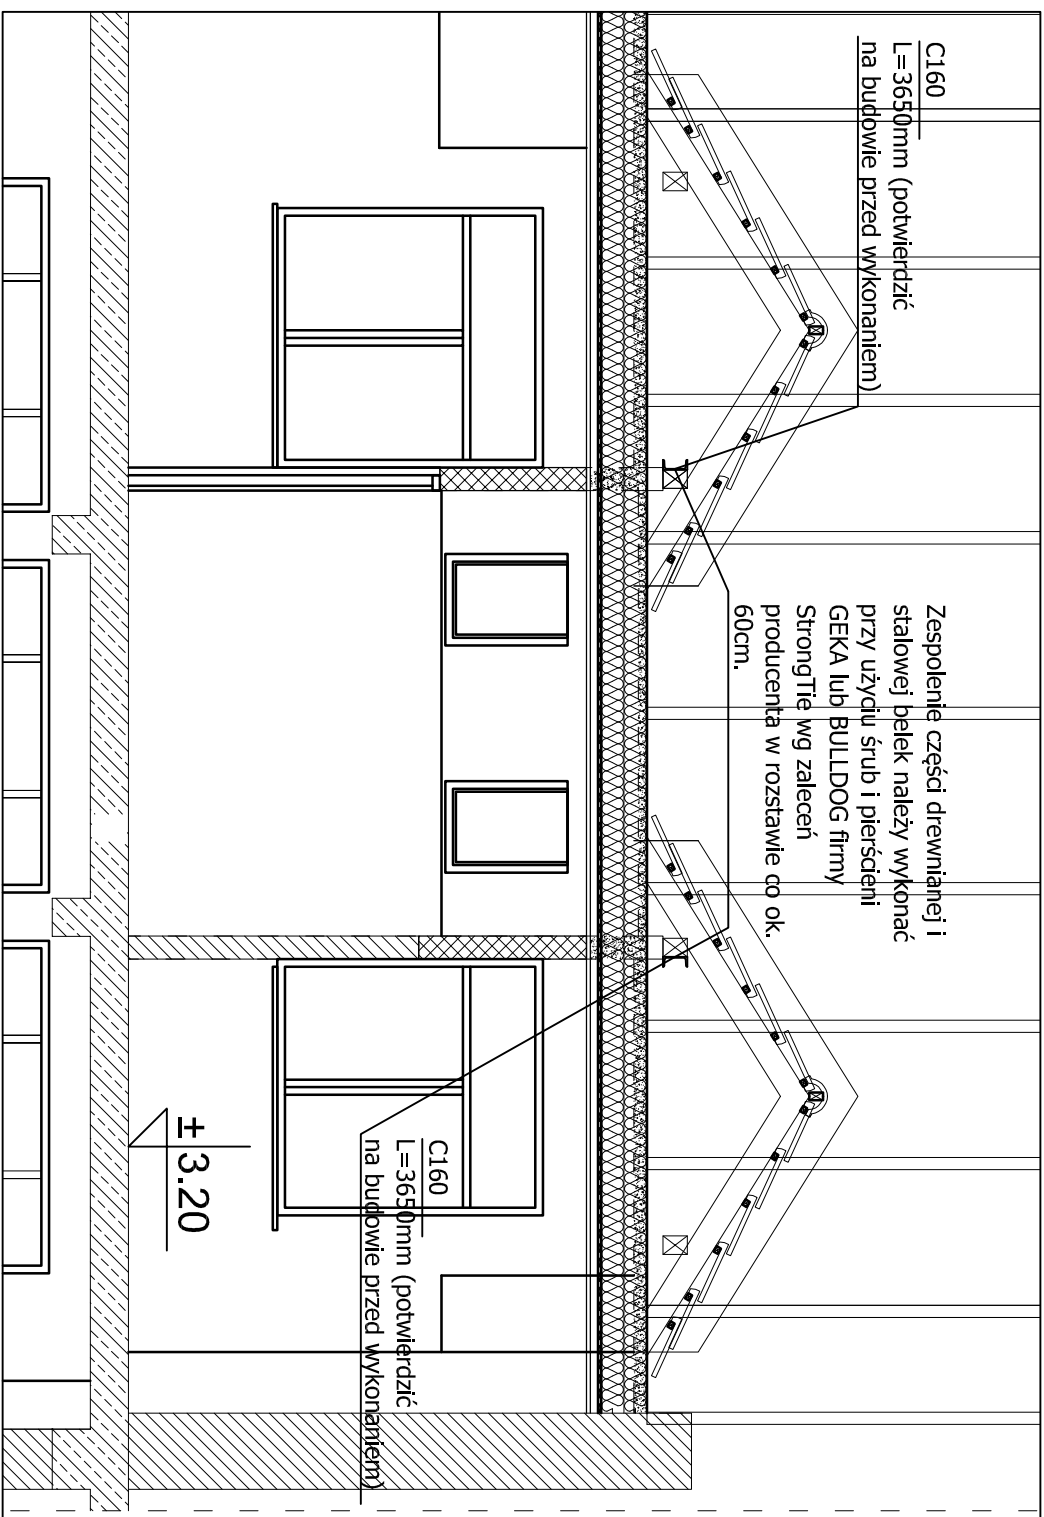 C160
L=3650mm (potwierdzić
na budowie przed wykonaniem)
Zespolenie części drewnianej i
stalowej belek należy wykonać
przy użyciu śrub i pierścieni
GEKA lub BULLDOG firmy
StrongTie wg zaleceń
producenta w rozstawie co ok.
60cm.
C160
L=3650mm (potwierdzić
na budowie przed wykonaniem)
± 3.20